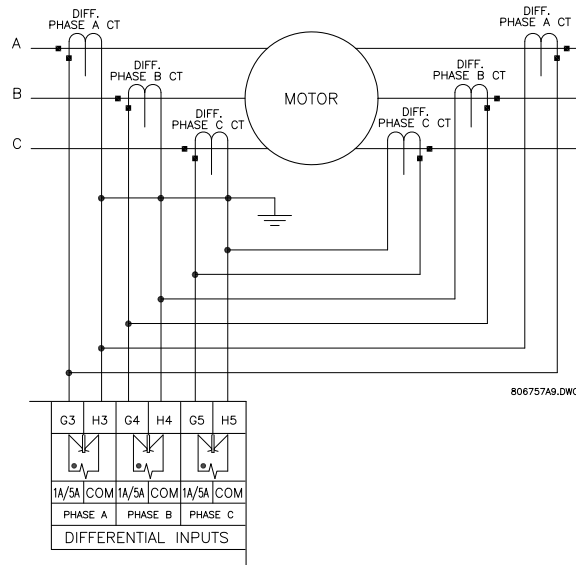 DIFF.
PHASE A CT
DIFF.
PHASE A CT
A
DIFF.
PHASE B CT
DIFF.
PHASE B CT
B
MOTOR
DIFF.
PHASE C CT
DIFF.
PHASE C CT
C
806757A9.DWG
G3 H3 G4 H4 G5 H5
1A/5A COM 1A/5A COM 1A/5A COM
PHASE A PHASE B PHASE C
DIFFERENTIAL INPUTS